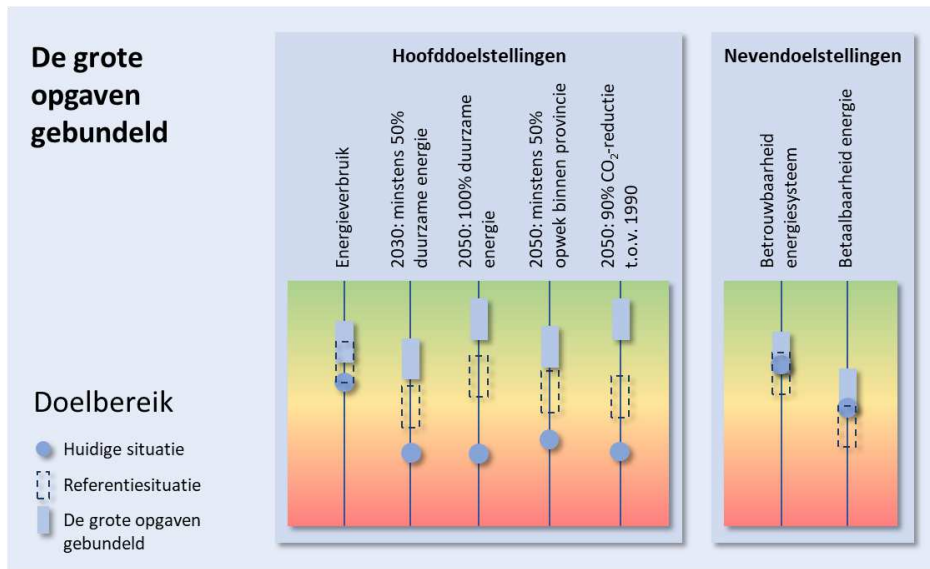 De grote
opgaven
gebundeld
Hoofddoelstellingen
Energieverbruik
2030: minstens 50%
duurzame energie
2050: 100% duurzame
energie
2050: minstens 50%
opwek binnen provincie
2050: 90% CO₂-reductie
t.o.v. 1990
Nevendoelstellingen
Betrouwbaarheid
energiesysteem
Betaalbaarheid energie
Doelbereik
Huidige situatie
Referentiesituatie
De grote opgaven
gebundeld